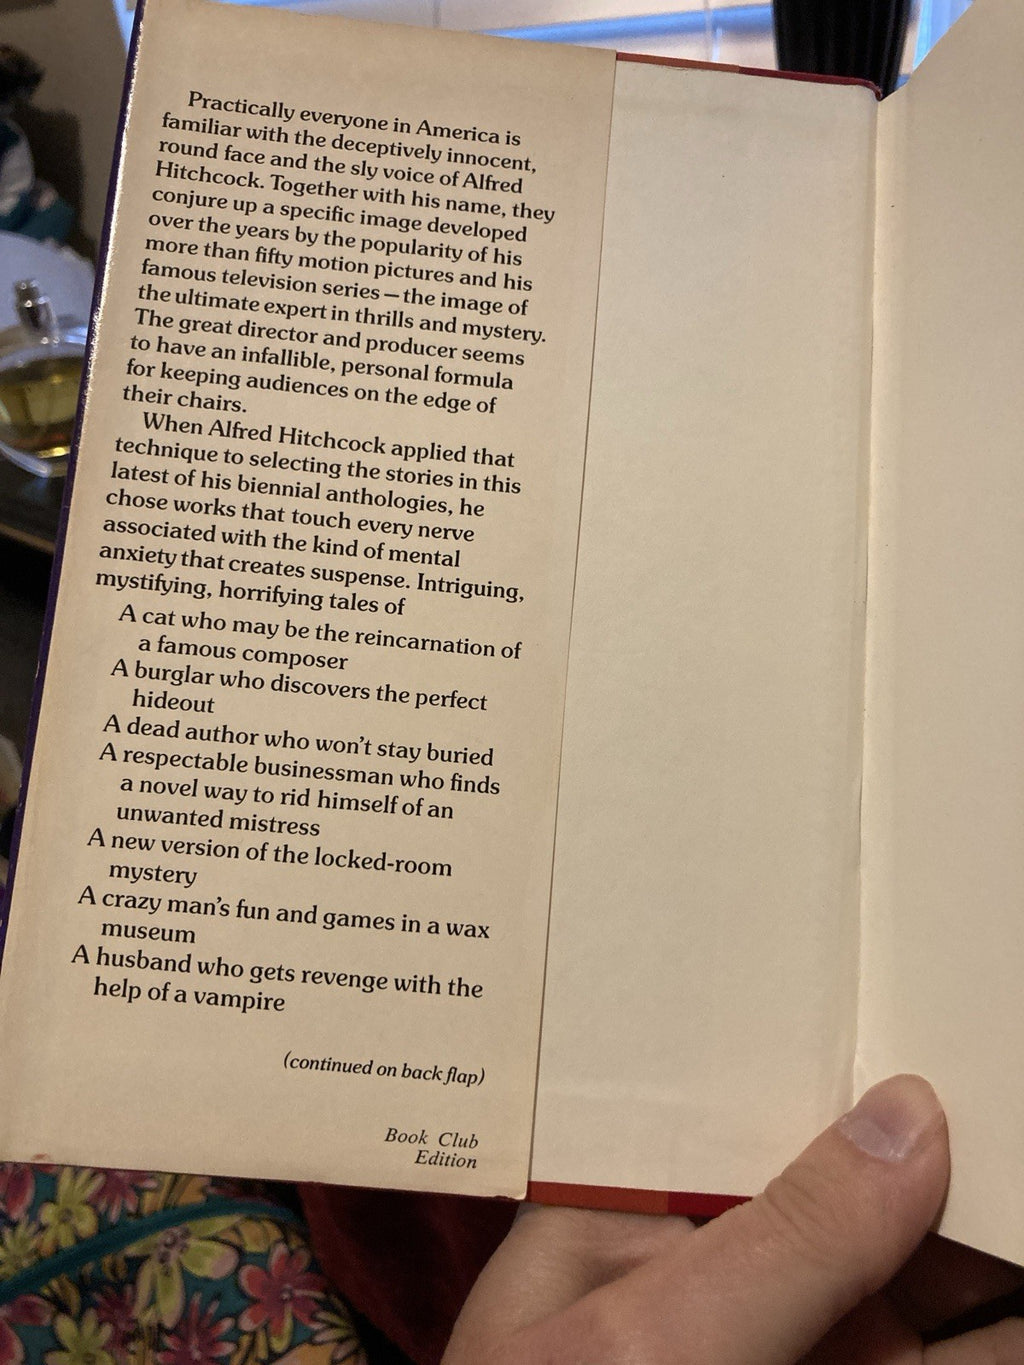 Practically everyone in America is
familiar with the deceptively innocent,
round face and the sly voice of Alfred
Hitchcock. Together with his name, they
conjure up a specific image developed
over the years by the popularity of his
more than fifty motion pictures and his
famous television series—the image of
the ultimate expert in thrills and mystery.
The great director and producer seems
to have an infallible, personal formula
for keeping audiences on the edge of
their chairs.
When Alfred Hitchcock applied that
technique to selecting the stories in this
latest of his biennial anthologies, he
chose works that touch every nerve
associated with the kind of mental
anxiety that creates suspense. Intriguing,
mystifying, horrifying tales of
A cat who may be the reincarnation of
a famous composer
A burglar who discovers the perfect
hideout
A dead author who won't stay buried
A respectable businessman who finds
a novel way to rid himself of an
unwanted mistress
A new version of the locked-room
mystery
A crazy man's fun and games in a wax
museum
A husband who gets revenge with the
help of a vampire
(continued on back flap)
Book Club
Edition